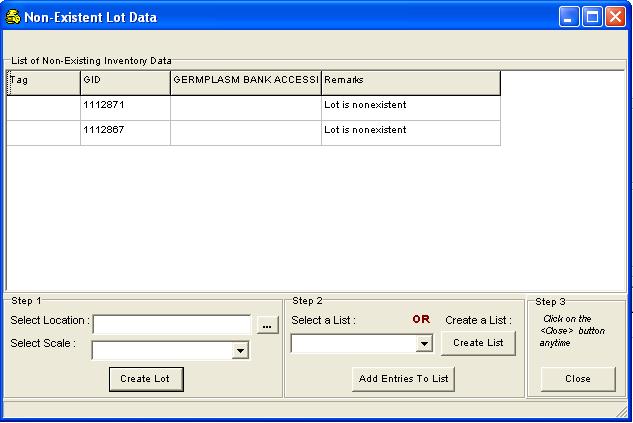 Non-Existent Lot Data
List of Non-Existing Inventory Data
Tag GID GERMPLASM BANK ACCESSI Remarks
1112871 Lot is nonexistent
1112867 Lot is nonexistent
Step 1
Select Location :
...
Select Scale :
Create Lot
Step 2
Select a List : OR Create a List :
Create List
Add Entries To List
Step 3
Click on the
<Close> button
anytime
Close